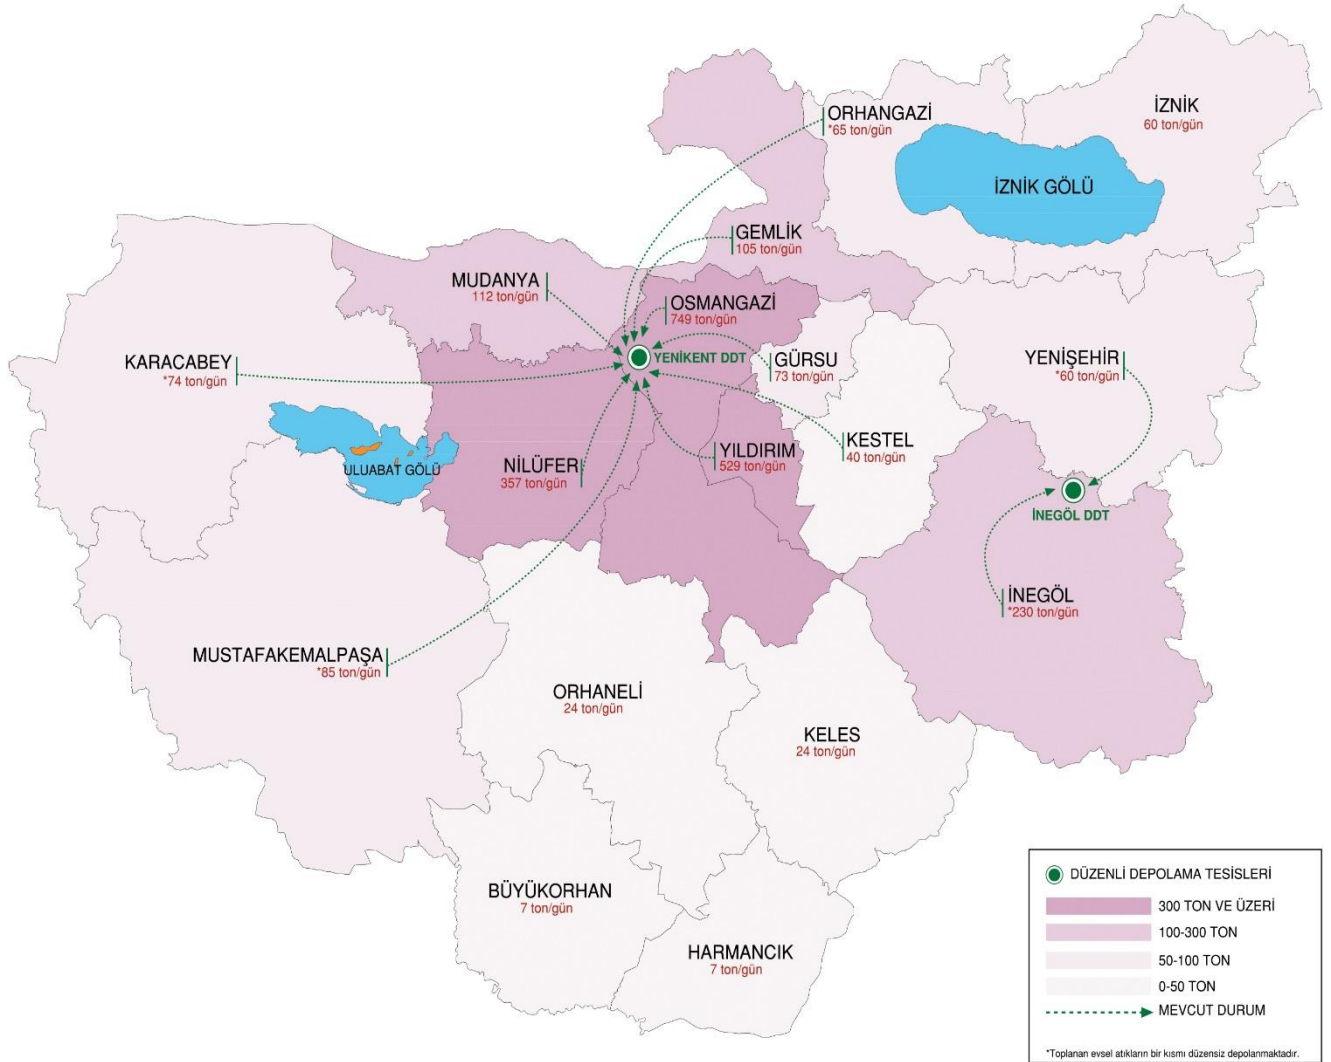 ORHANGAZİ
*65 ton/gün
İZNİK
60 ton/gün
İZNİK GÖLÜ
GEMLİK
105 ton/gün
MUDANYA
112 ton/gün
OSMANGAZİ
749 ton/gün
YENİKENT DDT
KARACABEY
*74 ton/gün
GÜRSU
73 ton/gün
YENİŞEHİR
*60 ton/gün
ULUABAT GÖLÜ
NİLÜFER
357 ton/gün
YILDIRIM
529 ton/gün
KESTEL
40 ton/gün
İNEGÖL DDT
İNEGÖL
*230 ton/gün
MUSTAFAKEMALPAŞA
*85 ton/gün
ORHANELİ
24 ton/gün
KELES
24 ton/gün
BÜYÜKORHAN
7 ton/gün
HARMANCIK
7 ton/gün
DÜZENLİ DEPOLAMA TESİSLERİ
300 TON VE ÜZERİ
100-300 TON
50-100 TON
0-50 TON
MEVCUT DURUM
*Toplanan evsel atıkların bir kısmı düzensiz depolanmaktadır.